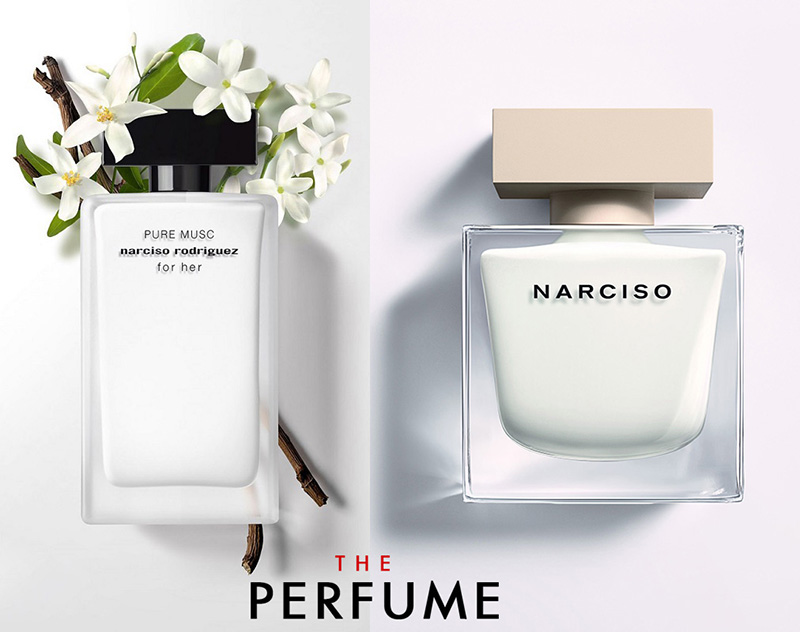 PURE MUSC
narciso rodriguez
for her
NARCISO
THE
PERFUME